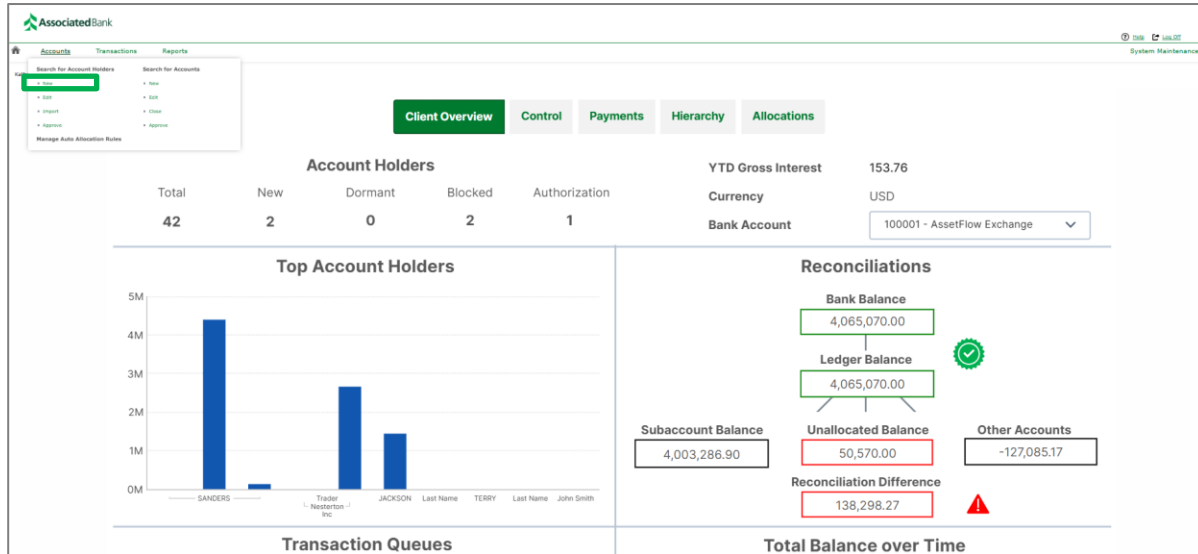 AssociatedBank
Help Log Off
Accounts Transactions Reports System Maintenance
Search for Account Holders Search for Accounts
New New
Edit Edit
Import Close
Approve Approve
Manage Auto Allocation Rules
Client Overview Control Payments Hierarchy Allocations
Account Holders
Total New Dormant Blocked Authorization
42 2 0 2 1
YTD Gross Interest 153.76
Currency USD
Bank Account 100001 - AssetFlow Exchange
Top Account Holders
5M
4M
3M
2M
1M
0M
SANDERS Trader Nesterton Inc JACKSON Last Name TERRY Last Name John Smith
Reconciliations
Bank Balance
4,065,070.00
Ledger Balance
4,065,070.00
Subaccount Balance Unallocated Balance Other Accounts
4,003,286.90 50,570.00 -127,085.17
Reconciliation Difference
138,298.27
Transaction Queues
Total Balance over Time